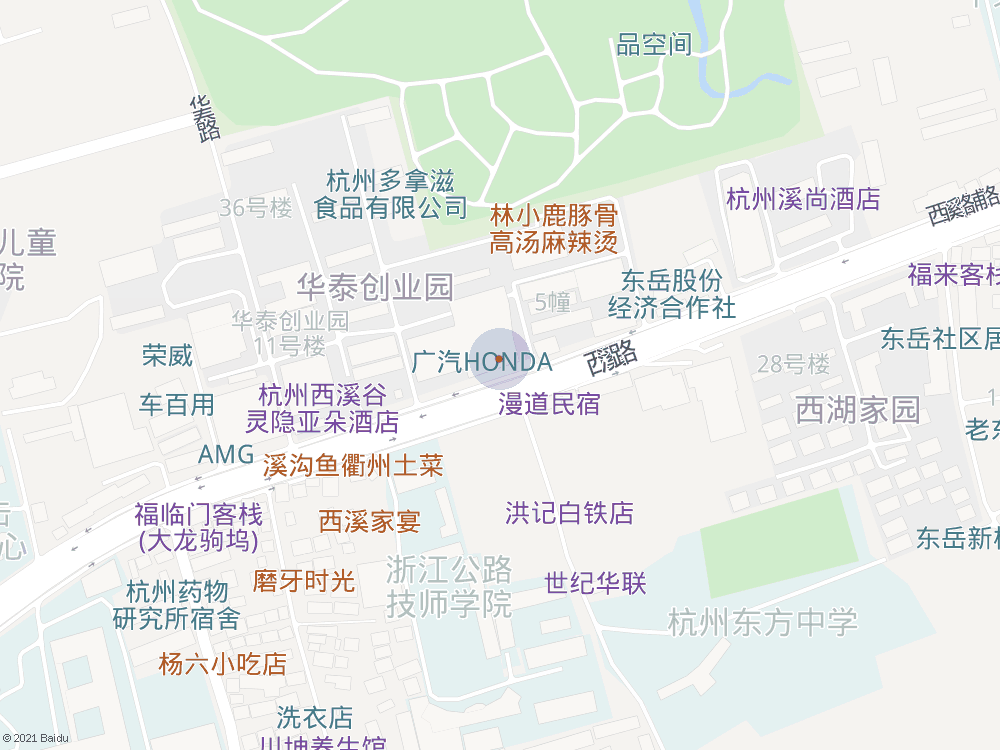 品空间
华泰路
杭州多拿滋
食品有限公司
36号楼
杭州溪尚酒店
西溪路辅路
林小鹿豚骨
高汤麻辣烫
儿童
院
福来客栈
华泰创业园
东岳股份
经济合作社
5幢
华泰创业园
11号楼
东岳社区居
荣威
广汽HONDA
西溪路
28号楼
杭州西溪谷
灵隐亚朵酒店
车百用
漫道民宿
西湖家园
老东
AMG
溪沟鱼衢州土菜
福临门客栈
(大龙驹坞)
西溪家宴
洪记白铁店
心
东岳新村
磨牙时光
浙江公路
技师学院
世纪华联
杭州药物
研究所宿舍
杭州东方中学
杨六小吃店
洗衣店
川坤养生馆
© 2021 Baidu